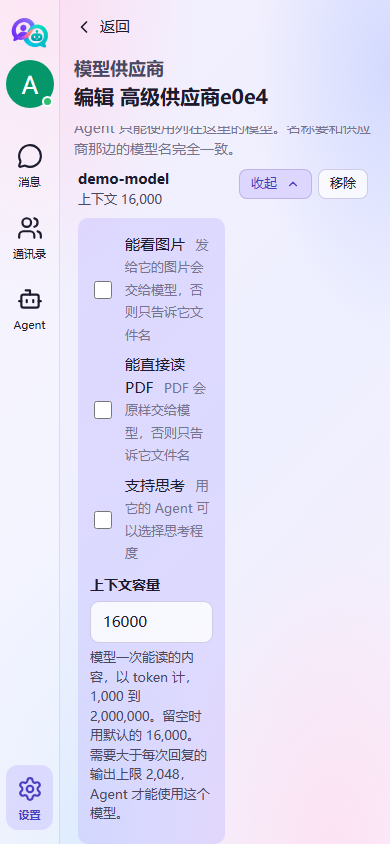 返回
模型供应商
编辑 高级供应商e0e4
Agent 只能使用列在这里的模型。名称要和供应
商那边的模型名完全一致。
demo-model
上下文 16,000
收起
移除
能看图片 发
给它的图片会
交给模型，否
则只告诉它文
件名
能直接读
PDF PDF 会
原样交给模
型，否则只告
诉它文件名
支持思考 用
它的 Agent 可
以选择思考程
度
上下文容量
16000
模型一次能读的内
容，以 token 计，
1,000 到
2,000,000。留空时
用默认的 16,000。
需要大于每次回复的
输出上限 2,048，
Agent 才能使用这个
模型。
A
消息
通讯录
Agent
设置